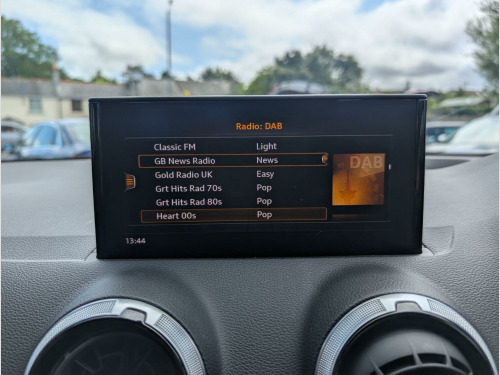 Radio: DAB
Classic FM Light
GB News Radio News
Gold Radio UK Easy
Grt Hits Rad 70s Pop
Grt Hits Rad 80s Pop
Heart 00s Pop
DAB
13:44